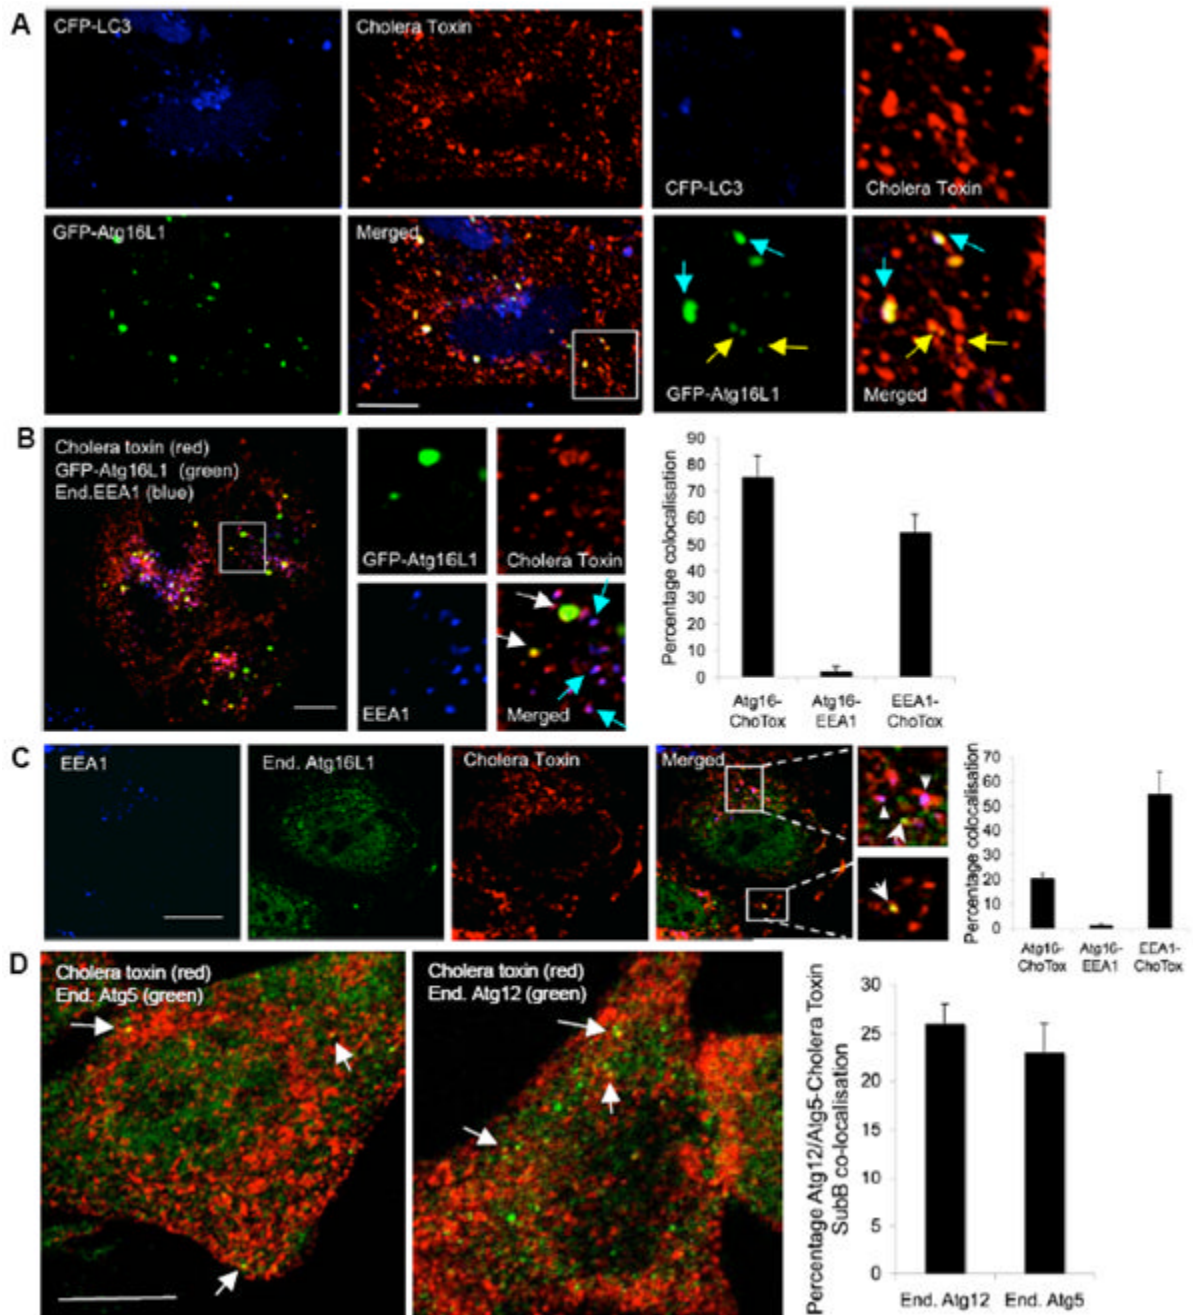 A
CFP-LC3
Cholera Toxin
CFP-LC3
Cholera Toxin
GFP-Atg16L1
Merged
GFP-Atg16L1
Merged
B
Cholera toxin (red)
GFP-Atg16L1 (green)
End.EEA1 (blue)
GFP-Atg16L1
Cholera Toxin
EEA1
Merged
Percentage colocalisation
90
80
70
60
50
40
30
20
10
0
Atg16-
ChoTox
Atg16-
EEA1
EEA1-
ChoTox
C
EEA1
End. Atg16L1
Cholera Toxin
Merged
Percentage colocalisation
70
60
50
40
30
20
10
0
Atg16-
ChoTox
Atg16-
EEA1
EEA1-
ChoTox
D
Cholera toxin (red)
End. Atg5 (green)
Cholera toxin (red)
End. Atg12 (green)
Percentage Atg12/Atg5-Cholera Toxin
SubB co-localisation
30
25
20
15
10
5
0
End. Atg12
End. Atg5